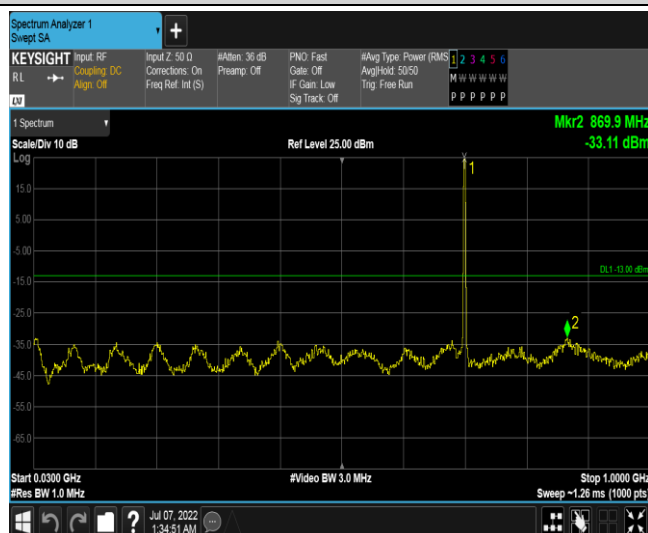 Spectrum Analyzer 1
Swept SA
+
KEYSIGHT
RL
LXI
Input: RF
Coupling: DC
Align: Off
Input Z: 50 Ω
Corrections: On
Freq Ref: Int (S)
#Atten: 36 dB
Preamp: Off
PNO: Fast
Gate: Off
IF Gain: Low
Sig Track: Off
#Avg Type: Power (RMS
Avg|Hold: 50/50
Trig: Free Run
1 2 3 4 5 6
M W W W W W
P P P P P P
1 Spectrum
Mkr2 869.9 MHz
Scale/Div 10 dB
Ref Level 25.00 dBm
-33.11 dBm
Log
1
15.0
5.00
-5.00
DL1 -13.00 dBm
-15.0
-25.0
2
-35.0
-45.0
-55.0
-65.0
Start 0.0300 GHz
#Video BW 3.0 MHz
Stop 1.0000 GHz
#Res BW 1.0 MHz
Sweep ~1.26 ms (1000 pts)
?
Jul 07, 2022
1:34:51 AM